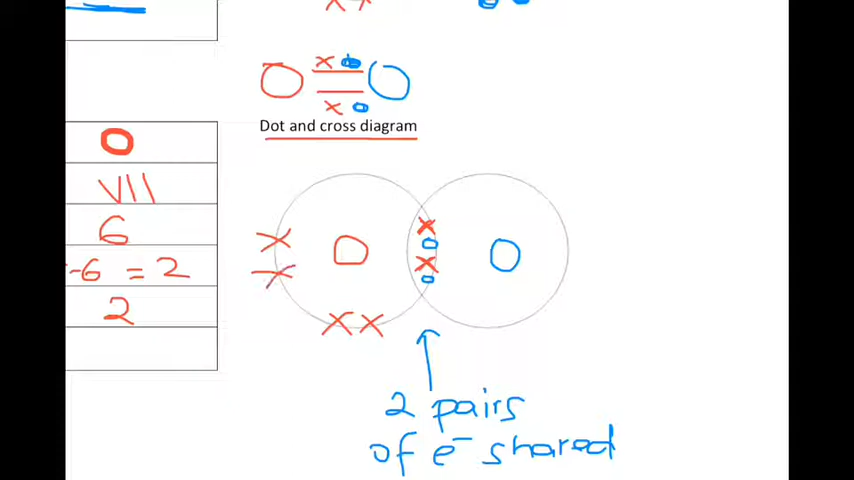 X X
O = O
x o
x o
Dot and cross diagram
O
VII
6
-6 = 2
2
X
X
O
X
O
X
O
O
X X
2 pairs
of e⁻ shared